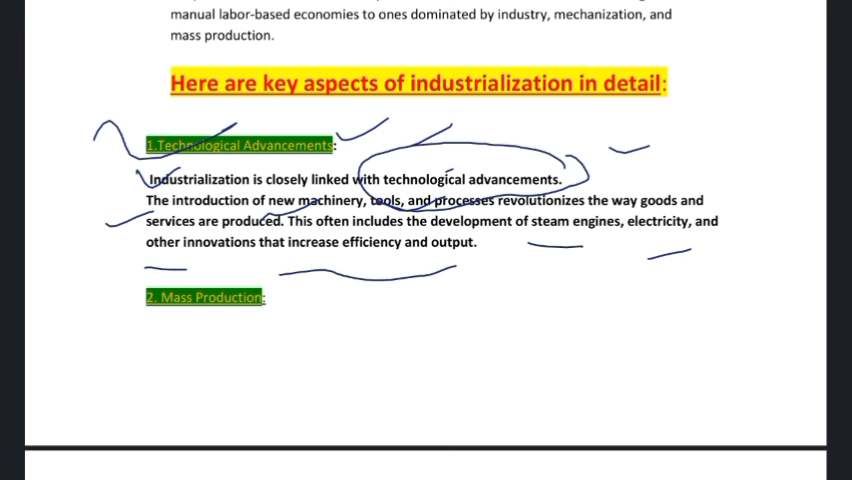 manual labor-based economies to ones dominated by industry, mechanization, and
mass production.
Here are key aspects of industrialization in detail:
1.Technological Advancements:
Industrialization is closely linked with technological advancements.
The introduction of new machinery, tools, and processes revolutionizes the way goods and
services are produced. This often includes the development of steam engines, electricity, and
other innovations that increase efficiency and output.
2. Mass Production: